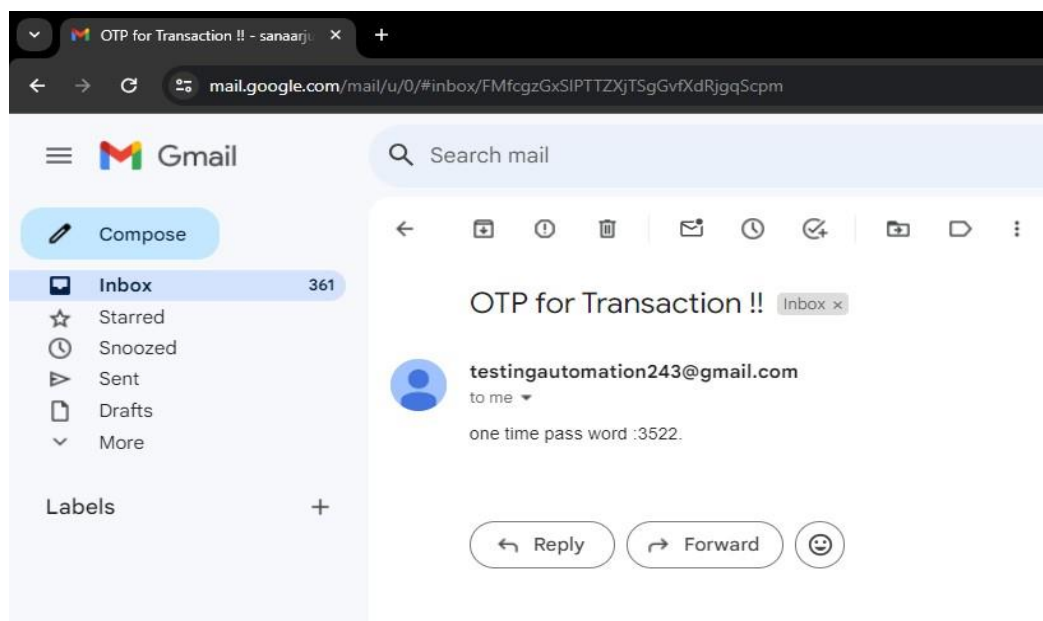 OTP for Transaction !! - sanaarju
mail.google.com/mail/u/0/#inbox/FMfcgzGxSlPTTZXjTSgGvfXdRjgqScpm
Gmail
Search mail
Compose
Inbox 361
Starred
Snoozed
Sent
Drafts
More
Labels
OTP for Transaction !! Inbox ×
testingautomation243@gmail.com
to me
one time pass word :3522.
Reply Forward